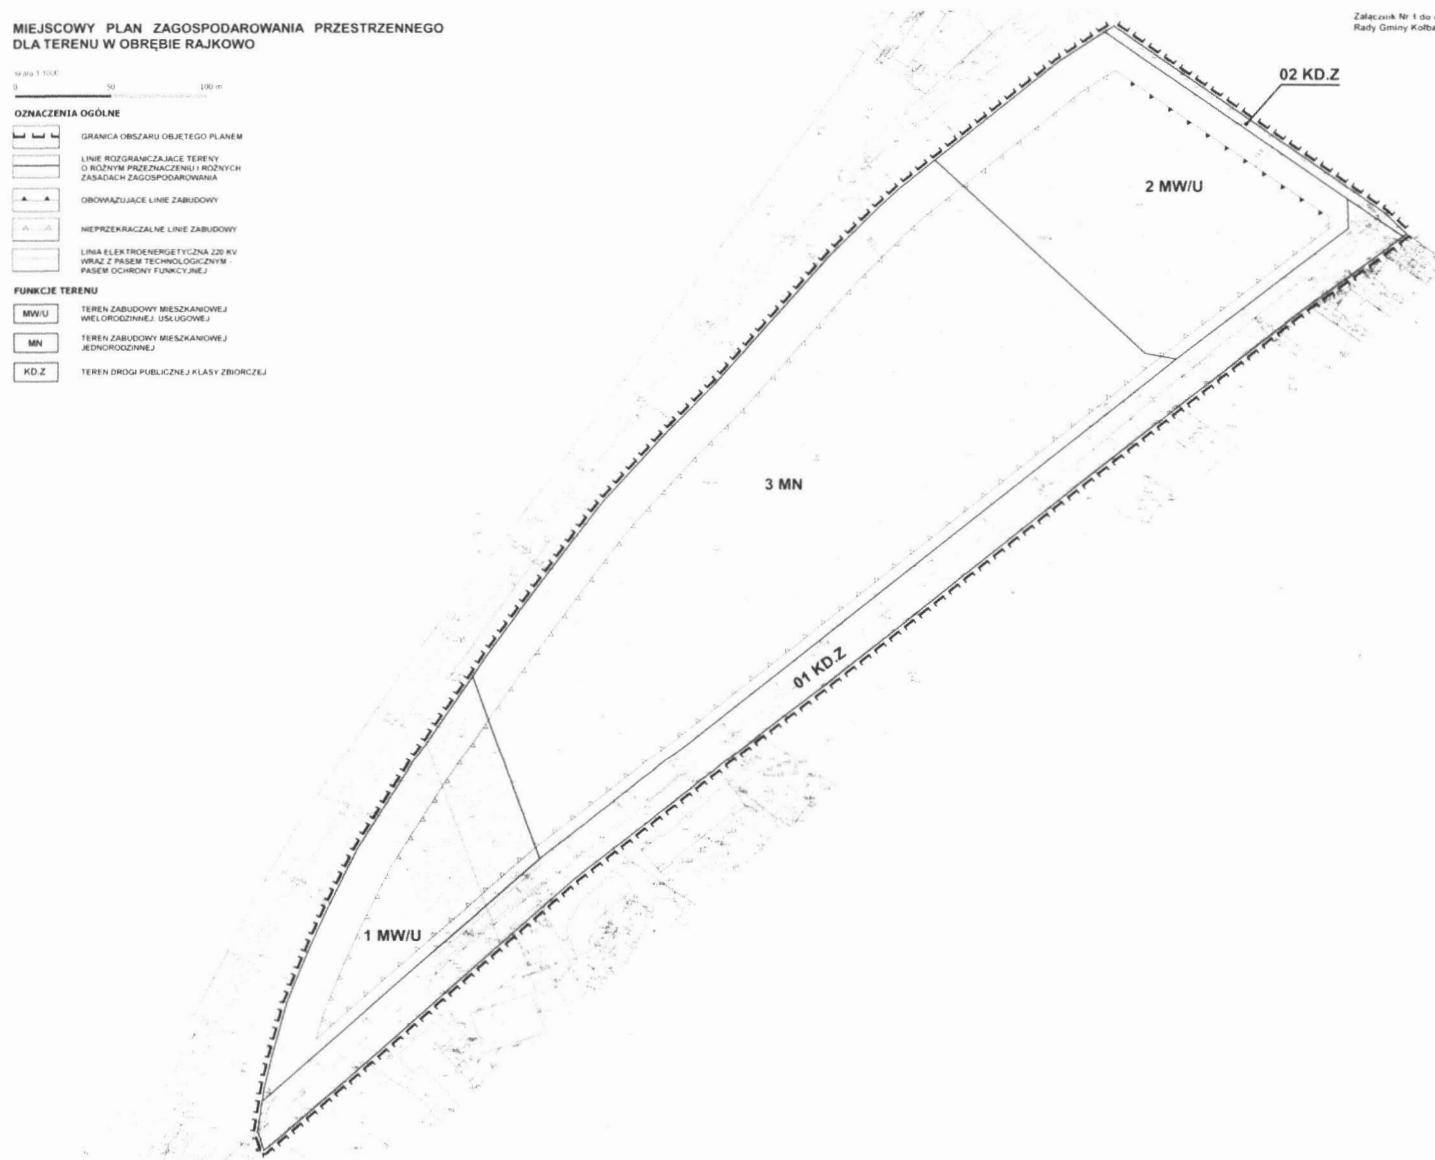 MIEJSCOWY PLAN ZAGOSPODAROWANIA PRZESTRZENNEGO
DLA TERENU W OBRĘBIE RAJKOWO
Załącznik Nr 1 do
Rady Gminy Kołba
skala 1:1000
0 50 100 m
OZNACZENIA OGÓLNE
GRANICA OBSZARU OBJĘTEGO PLANEM
LINIE ROZGRANICZAJĄCE TERENY
O RÓŻNYM PRZEZNACZENIU I RÓŻNYCH
ZASADACH ZAGOSPODAROWANIA
OBOWIĄZUJĄCE LINIE ZABUDOWY
NIEPRZEKRACZALNE LINIE ZABUDOWY
LINIA ELEKTROENERGETYCZNA 220 KV
WRAZ Z PASEM TECHNOLOGICZNYM -
PASEM OCHRONY FUNKCYJNEJ
FUNKCJE TERENU
MW/U TEREN ZABUDOWY MIESZKANIOWEJ
WIELORODZINNEJ, USŁUGOWEJ
MN TEREN ZABUDOWY MIESZKANIOWEJ
JEDNORODZINNEJ
KD.Z TEREN DROGI PUBLICZNEJ KLASY ZBIORCZEJ
02 KD.Z
2 MW/U
3 MN
01 KD.Z
1 MW/U